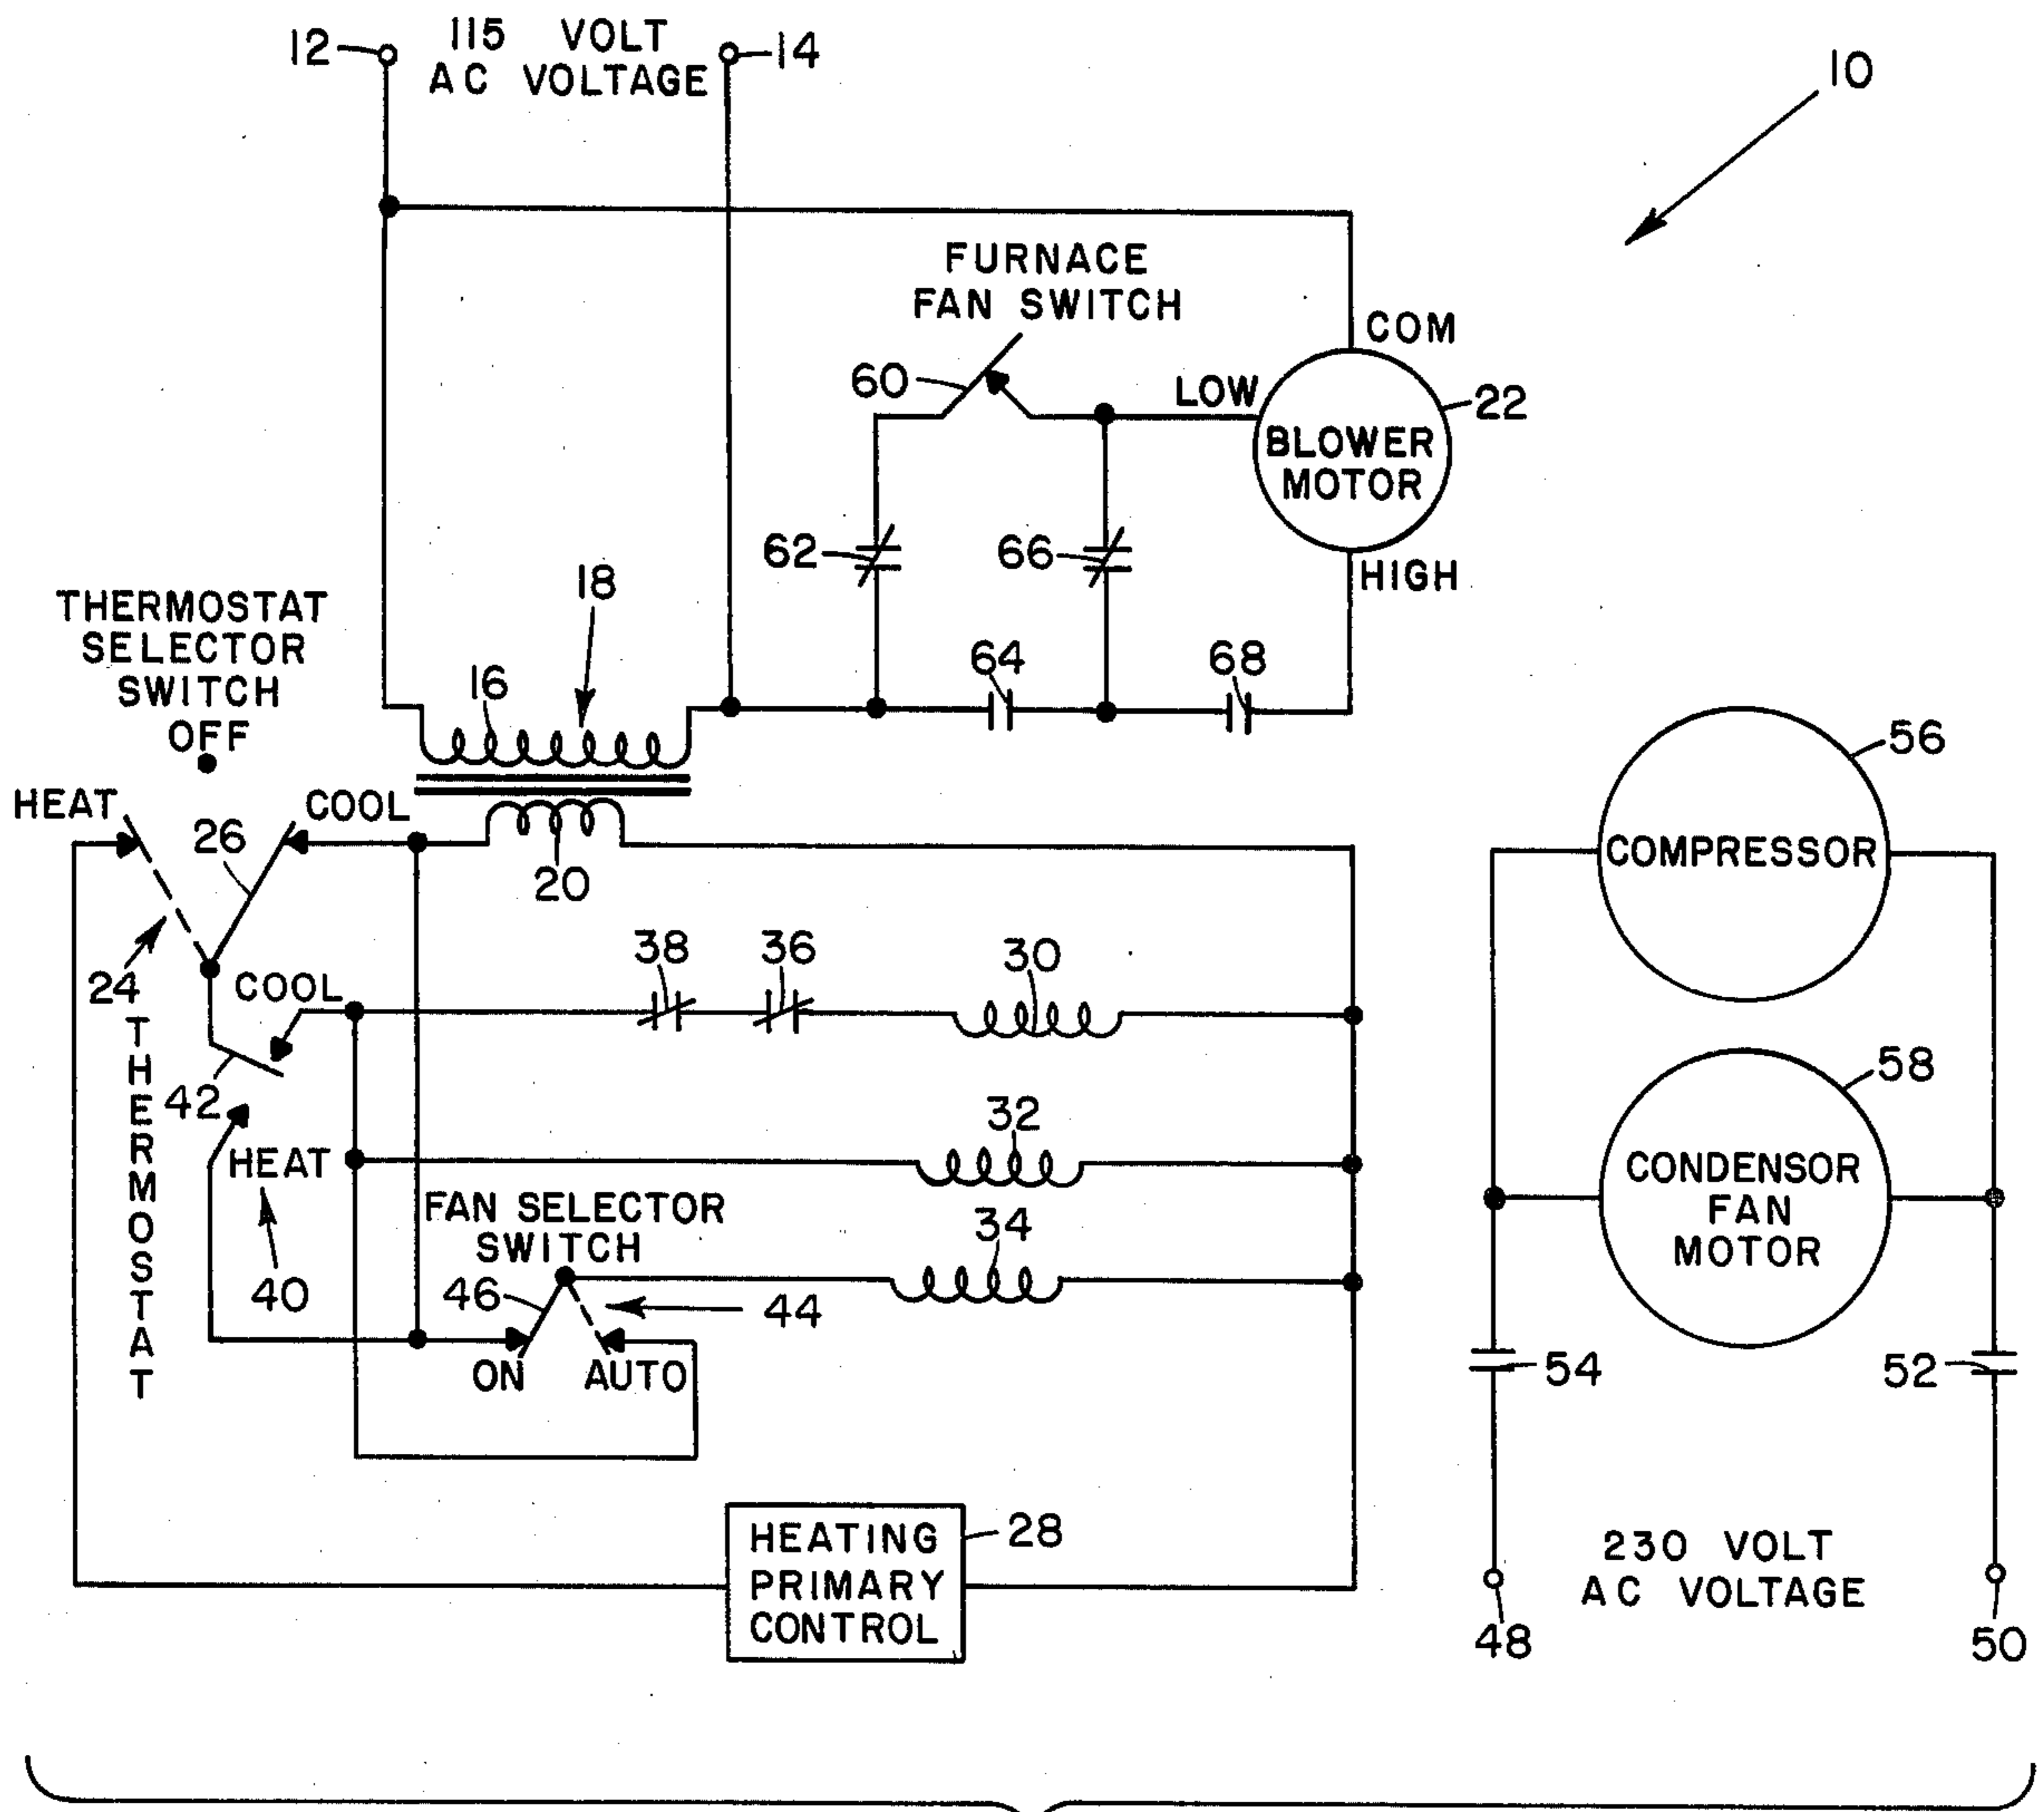 12
115 VOLT
AC VOLTAGE
14
10
FURNACE
FAN SWITCH
COM
60
LOW
22
BLOWER
MOTOR
62
66
HIGH
THERMOSTAT
SELECTOR
SWITCH
OFF
18
16
64
68
56
HEAT
26
COOL
20
COMPRESSOR
24
COOL
38
36
30
THERMOSTAT
42
58
32
HEAT
CONDENSOR
FAN
MOTOR
FAN SELECTOR
SWITCH
34
40
46
44
ON
AUTO
54
52
HEATING
PRIMARY
CONTROL
28
230 VOLT
AC VOLTAGE
48
50